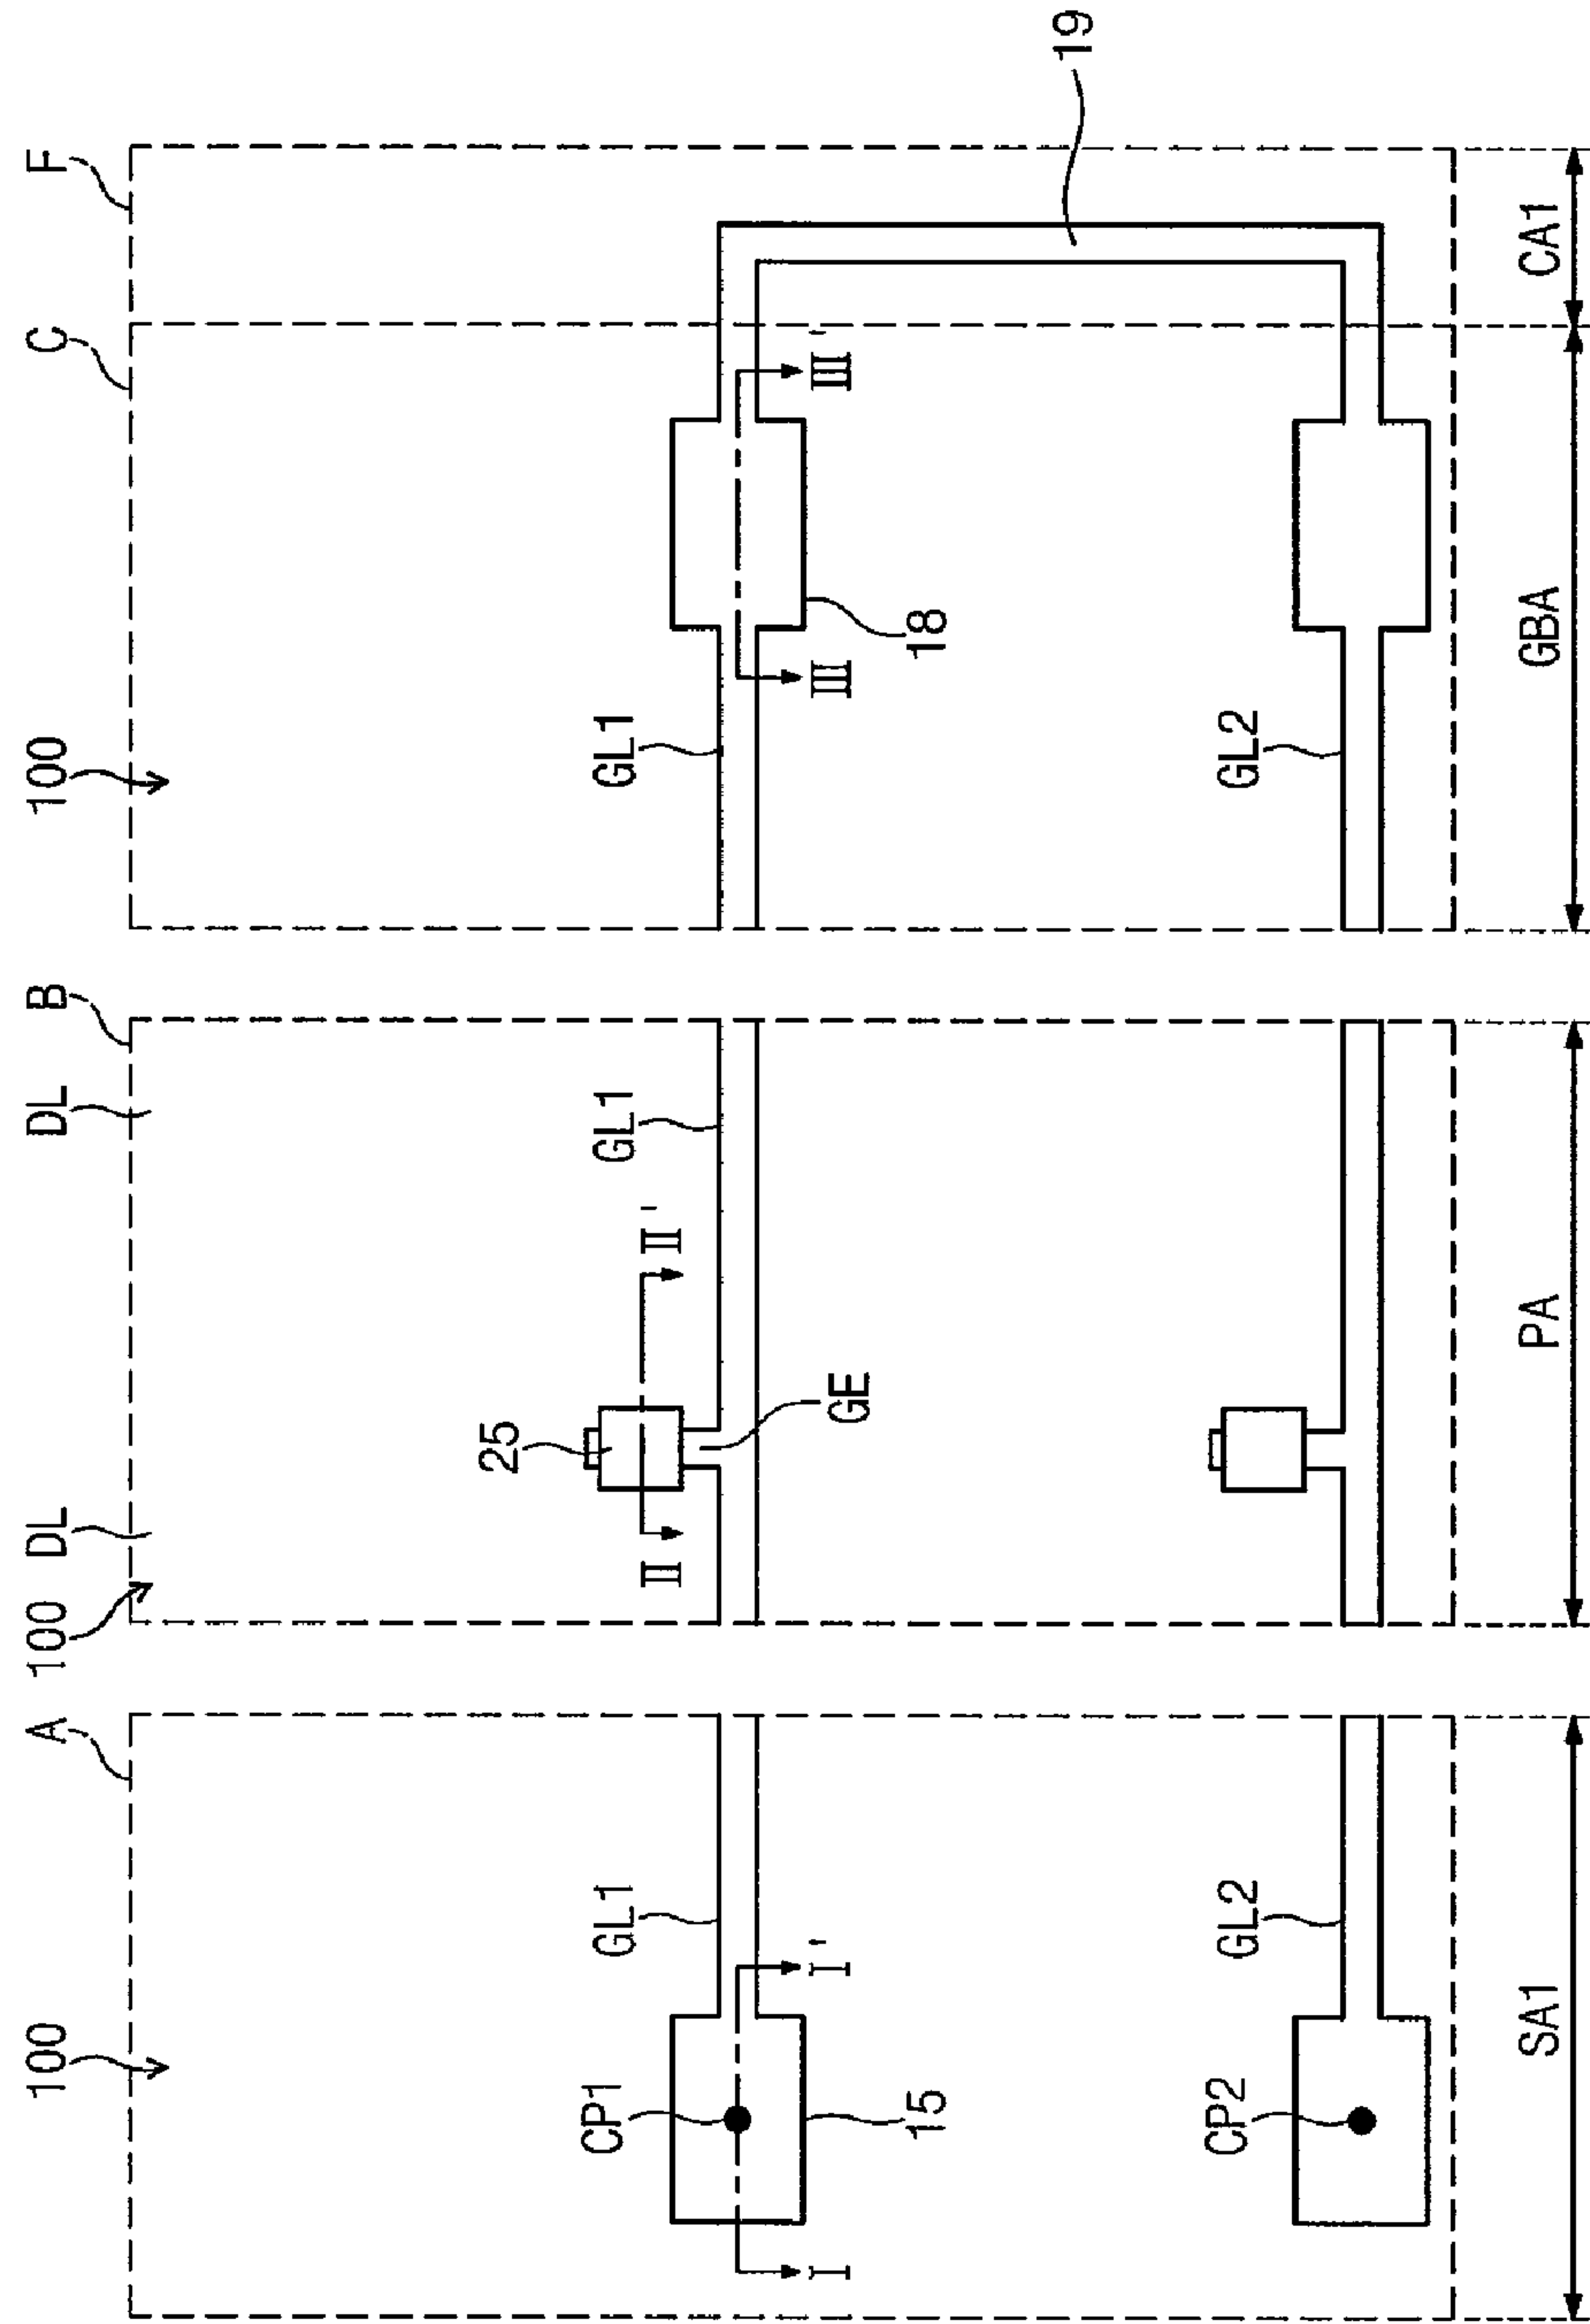 100 A 100 DL DL B 100 C F
25
CP1 GL1 GL1 GL1
II II'
I I' GE III III'
15 18
19
CP2 GL2 GL2
SA1 PA GBA CA1